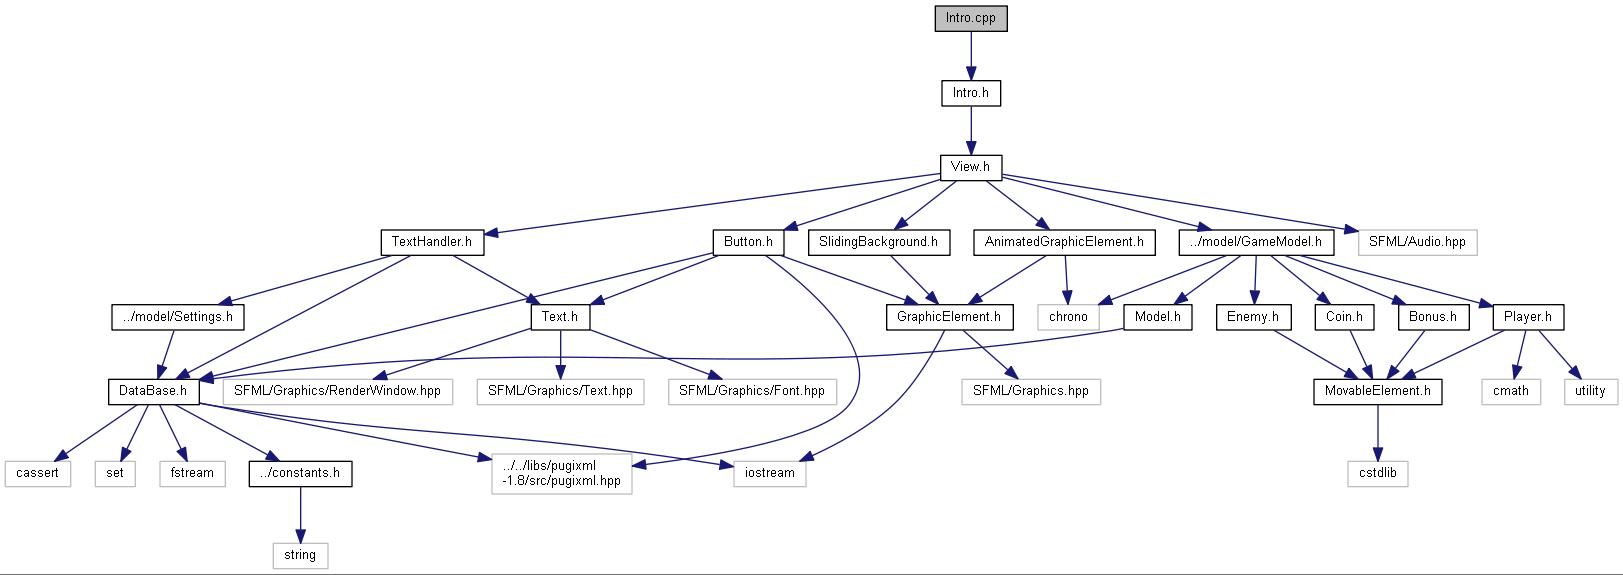 Intro.cpp
Intro.h
View.h
TextHandler.h
Button.h
SlidingBackground.h
AnimatedGraphicElement.h
../model/GameModel.h
SFML/Audio.hpp
../model/Settings.h
Text.h
GraphicElement.h
chrono
Model.h
Enemy.h
Coin.h
Bonus.h
Player.h
DataBase.h
SFML/Graphics/RenderWindow.hpp
SFML/Graphics/Text.hpp
SFML/Graphics/Font.hpp
SFML/Graphics.hpp
MovableElement.h
cmath
utility
cassert
set
fstream
../constants.h
../../libs/pugixml
-1.8/src/pugixml.hpp
iostream
cstdlib
string